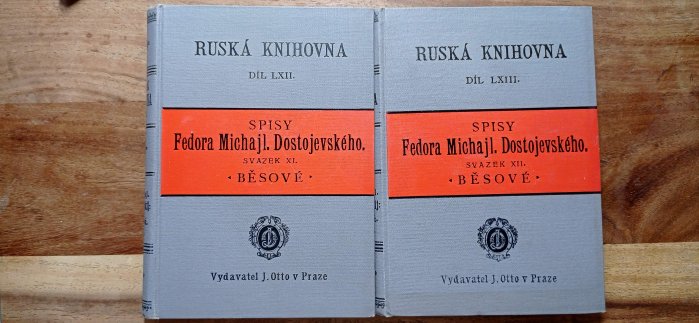 RUSKÁ KNIHOVNA
DÍL LXII.
SPISY
Fedora Michajl. Dostojevského.
SVAZEK XI.
• BĚSOVÉ •
Vydavatel J. Otto v Praze
RUSKÁ KNIHOVNA
DÍL LXIII.
SPISY
Fedora Michajl. Dostojevského.
SVAZEK XII.
• BĚSOVÉ •
Vydavatel J. Otto v Praze